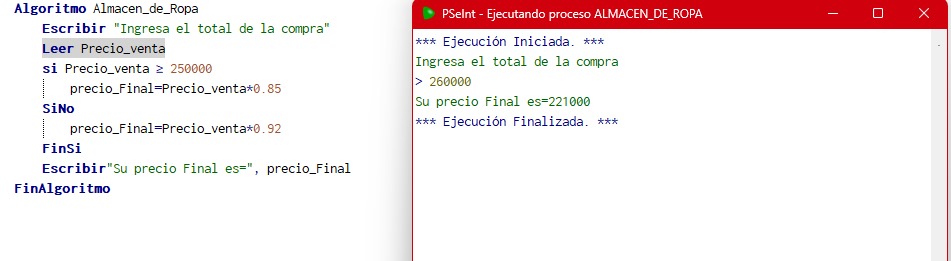 Algoritmo Almacen_de_Ropa
Escribir "Ingresa el total de la compra"
Leer Precio_venta
si Precio_venta ≥ 250000
precio_Final=Precio_venta*0.85
SiNo
precio_Final=Precio_venta*0.92
FinSi
Escribir"Su precio Final es=", precio_Final
FinAlgoritmo
PSeInt - Ejecutando proceso ALMACEN_DE_ROPA
*** Ejecución Iniciada. ***
Ingresa el total de la compra
> 260000
Su precio Final es=221000
*** Ejecución Finalizada. ***